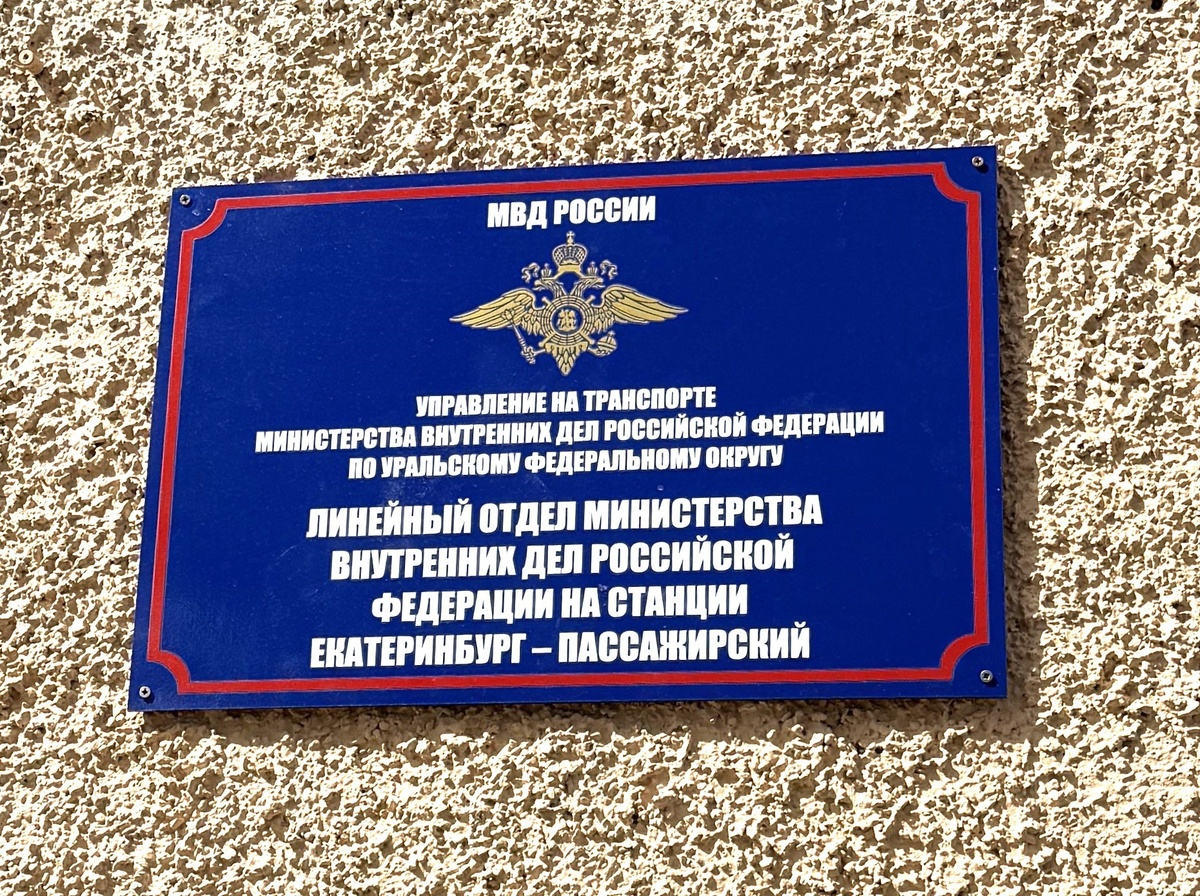 МВД РОССИИ
УПРАВЛЕНИЕ НА ТРАНСПОРТЕ
МИНИСТЕРСТВА ВНУТРЕННИХ ДЕЛ РОССИЙСКОЙ ФЕДЕРАЦИИ
ПО УРАЛЬСКОМУ ФЕДЕРАЛЬНОМУ ОКРУГУ
ЛИНЕЙНЫЙ ОТДЕЛ МИНИСТЕРСТВА
ВНУТРЕННИХ ДЕЛ РОССИЙСКОЙ
ФЕДЕРАЦИИ НА СТАНЦИИ
ЕКАТЕРИНБУРГ – ПАССАЖИРСКИЙ